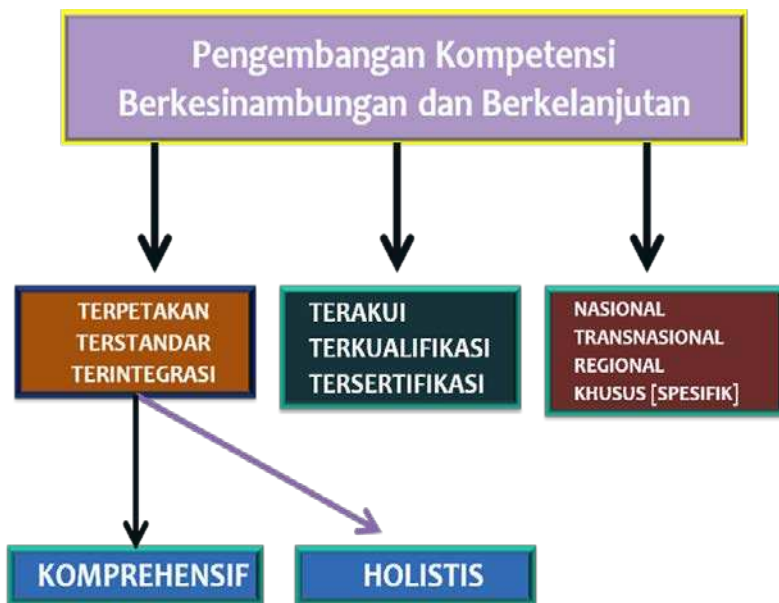 Pengembangan Kompetensi
Berkesinambungan dan Berkelanjutan
TERPETAKAN
TERSTANDAR
TERINTEGRASI
TERAKUI
TERKUALIFIKASI
TERSERTIFIKASI
NASIONAL
TRANSNASIONAL
REGIONAL
KHUSUS [SPESIFIK]
KOMPREHENSIF
HOLISTIS